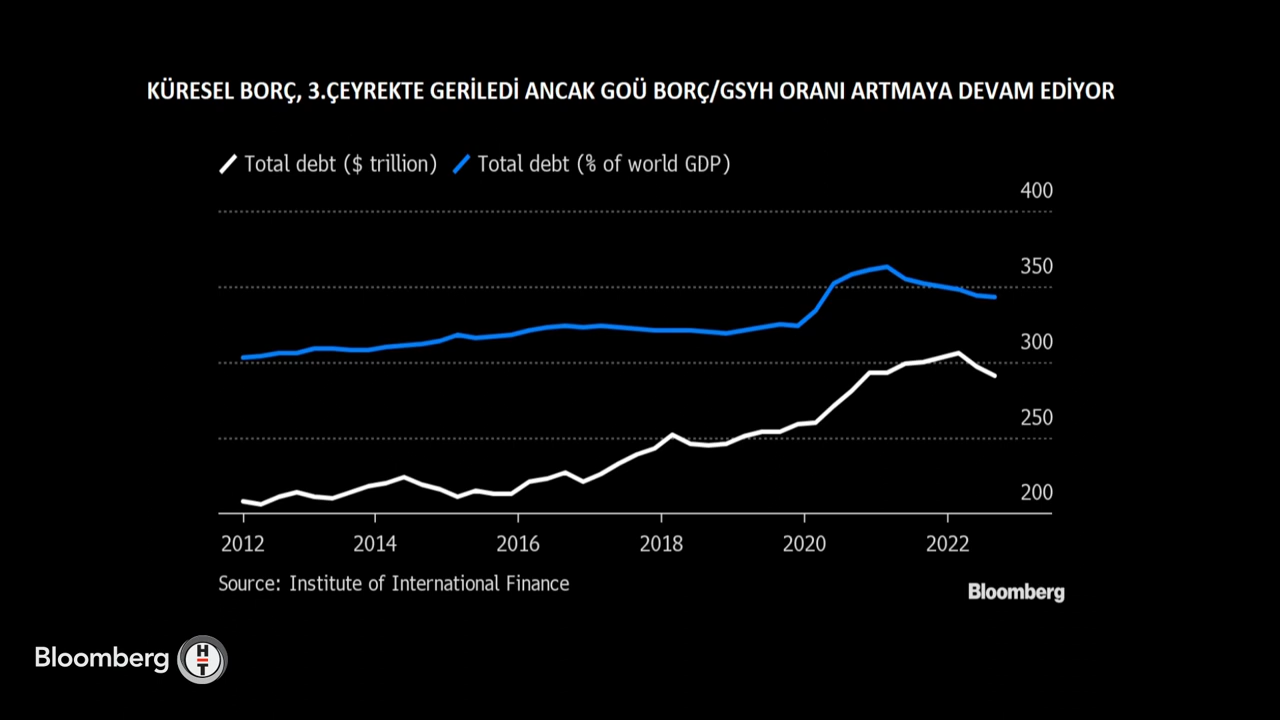 KÜRESEL BORÇ, 3.ÇEYREKTE GERİLEDİ ANCAK GOÜ BORÇ/GSYH ORANI ARTMAYA DEVAM EDİYOR
Total debt ($ trillion) Total debt (% of world GDP)
400
350
300
250
200
2012 2014 2016 2018 2020 2022
Source: Institute of International Finance
Bloomberg
Bloomberg HT